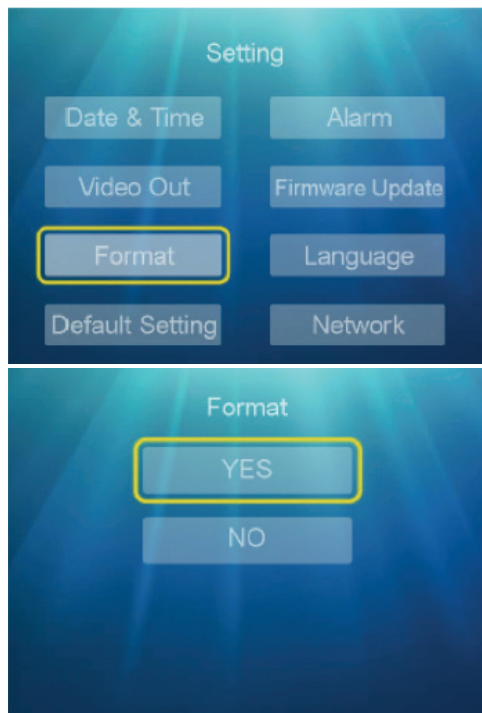 Setting
Date & Time
Alarm
Video Out
Firmware Update
Format
Language
Default Setting
Network
Format
YES
NO